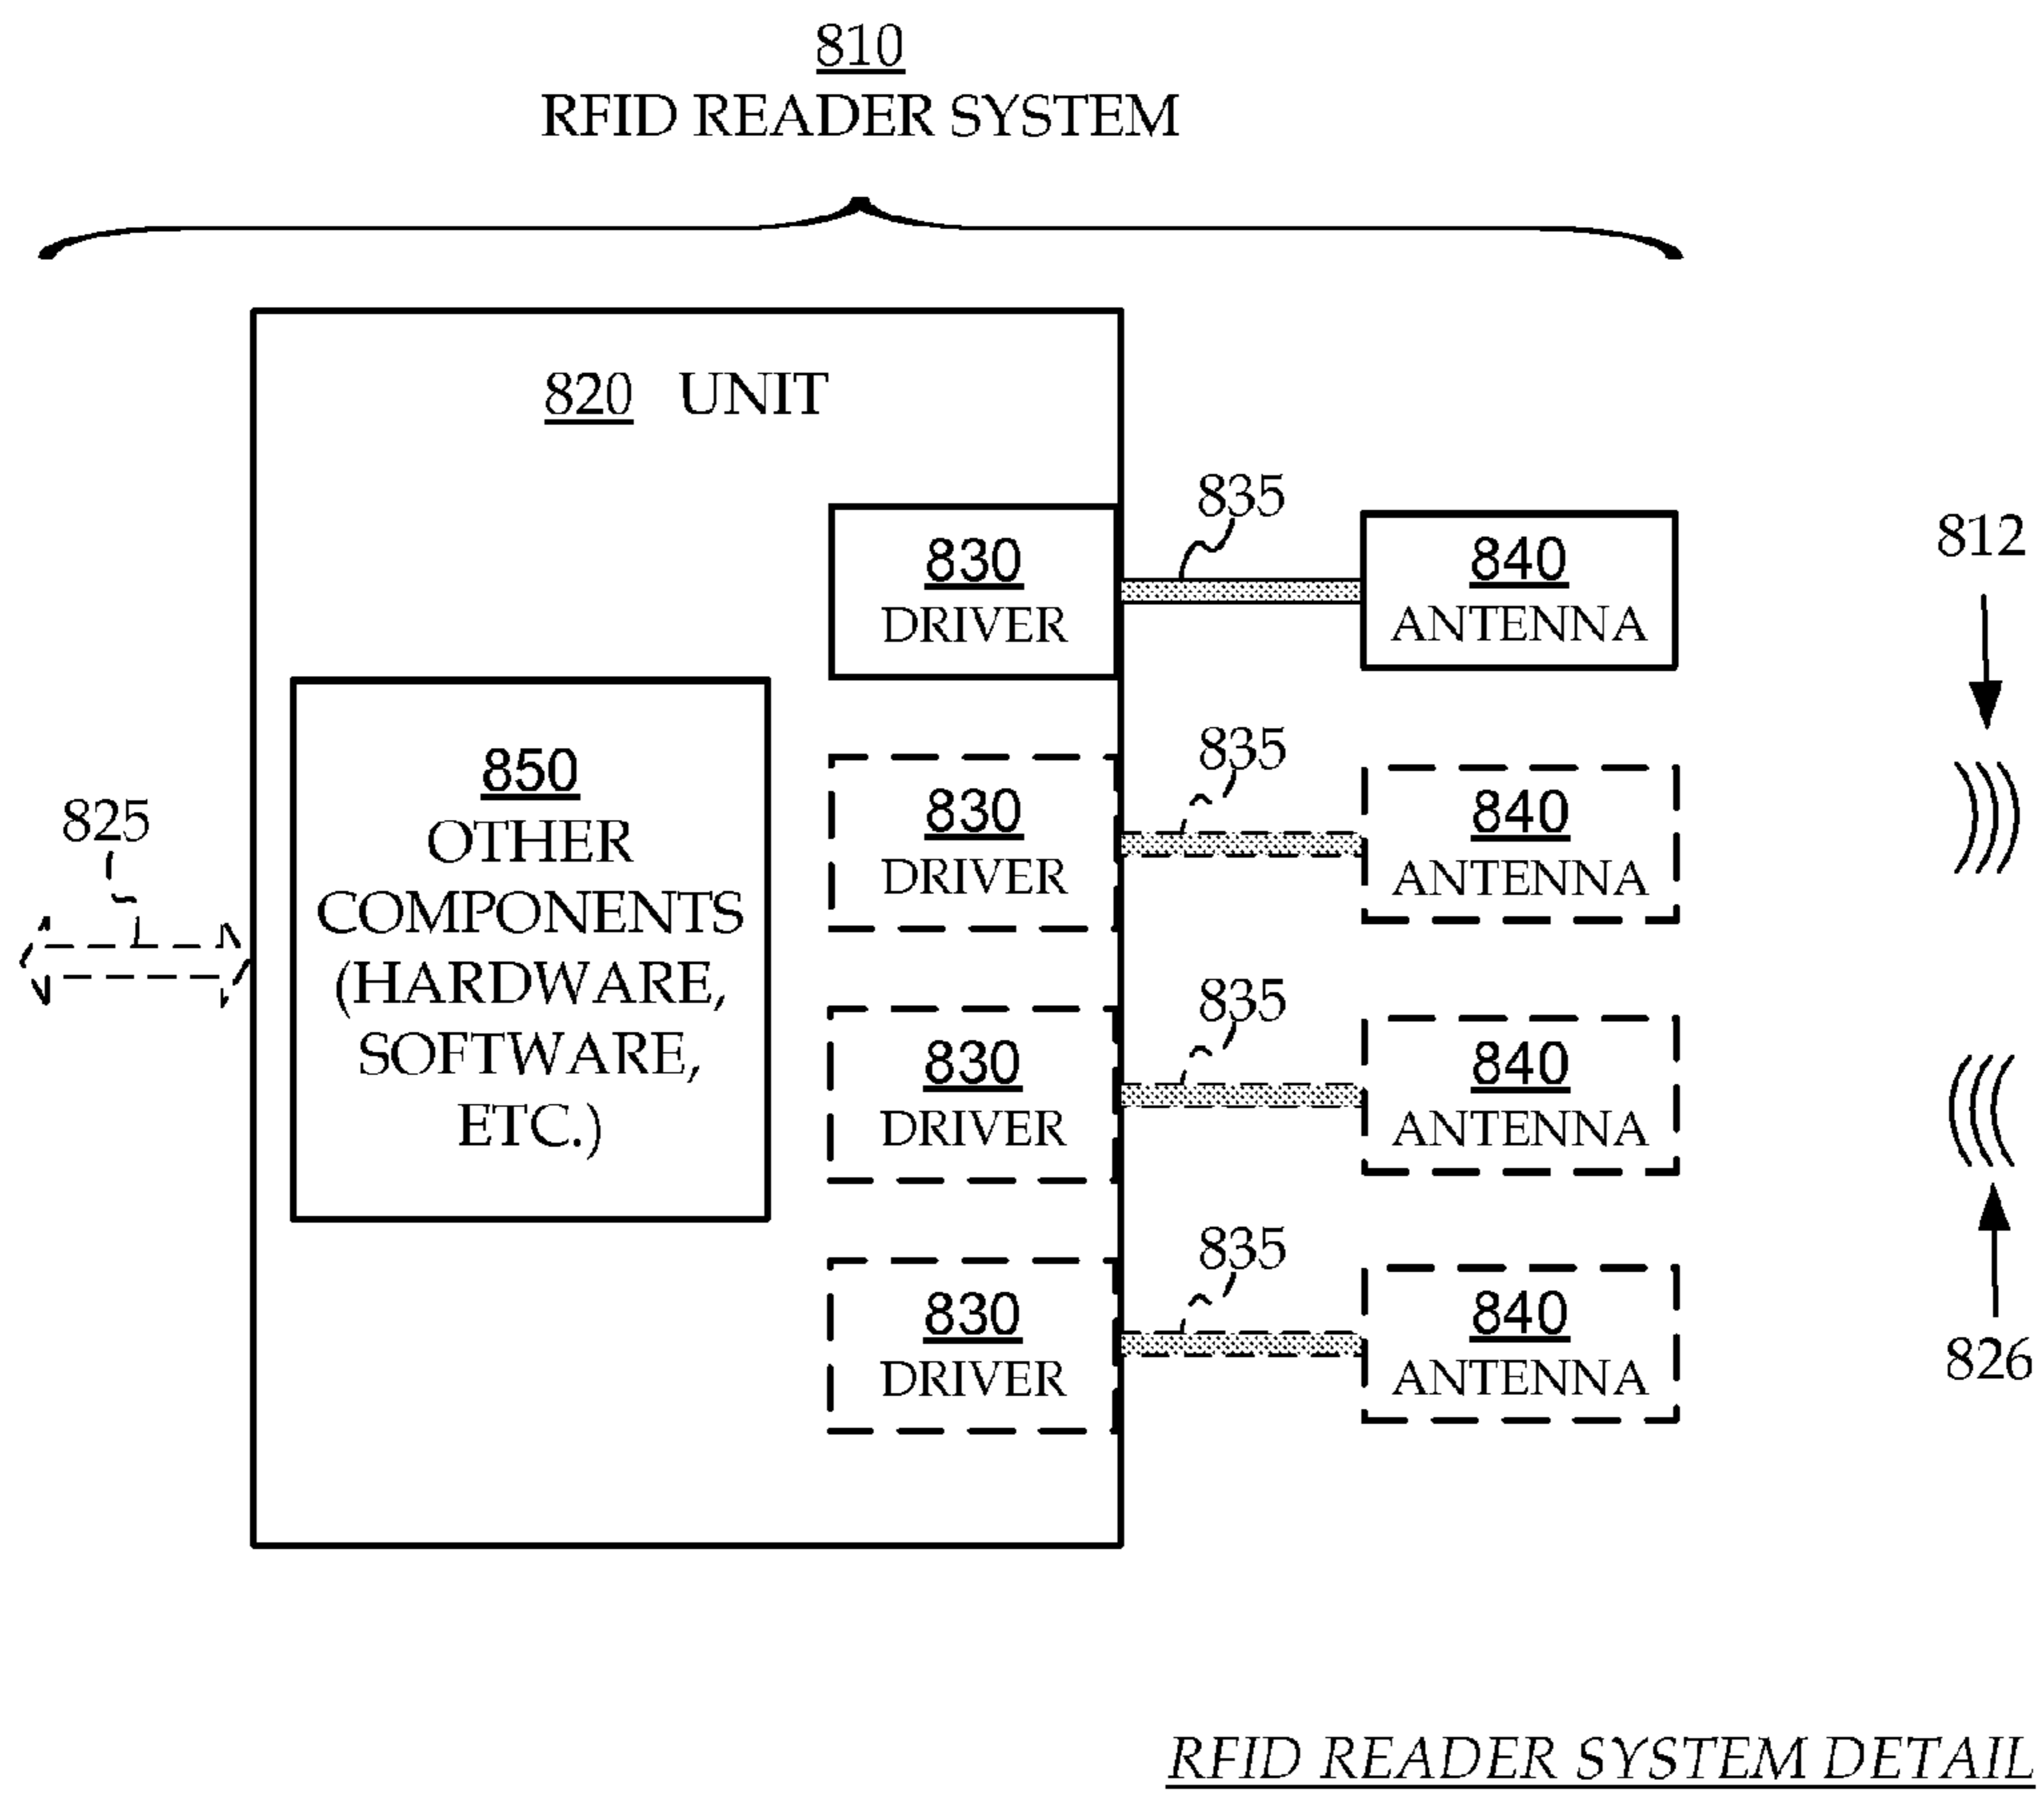 810
RFID READER SYSTEM
820 UNIT
835
830
DRIVER
840
ANTENNA
812
850
OTHER
COMPONENTS
(HARDWARE,
SOFTWARE,
ETC.)
825
835
830
DRIVER
840
ANTENNA
835
830
DRIVER
840
ANTENNA
835
830
DRIVER
840
ANTENNA
826
RFID READER SYSTEM DETAIL